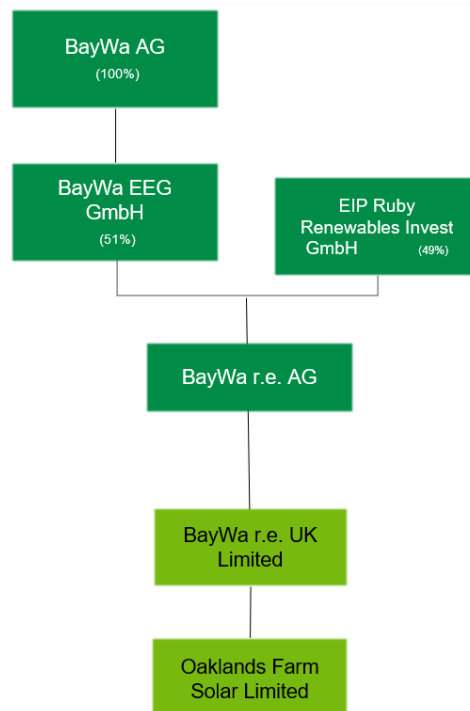 BayWa AG
(100%)
BayWa EEG
GmbH
(51%)
EIP Ruby
Renewables Invest
GmbH (49%)
BayWa r.e. AG
BayWa r.e. UK
Limited
Oaklands Farm
Solar Limited